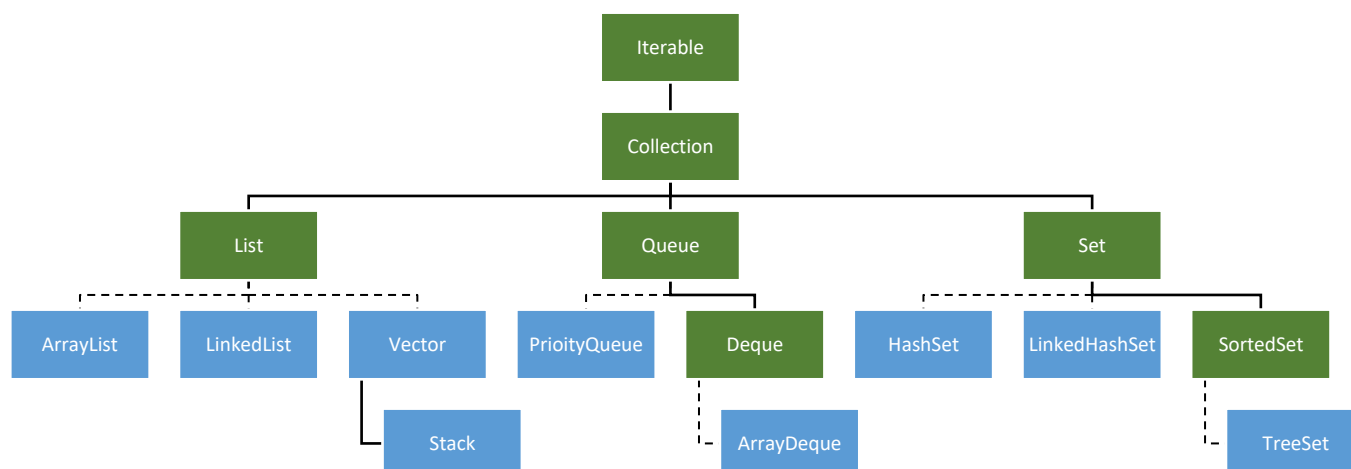 Iterable
Collection
List
Queue
Set
ArrayList
LinkedList
Vector
PrioityQueue
Deque
HashSet
LinkedHashSet
SortedSet
Stack
ArrayDeque
TreeSet